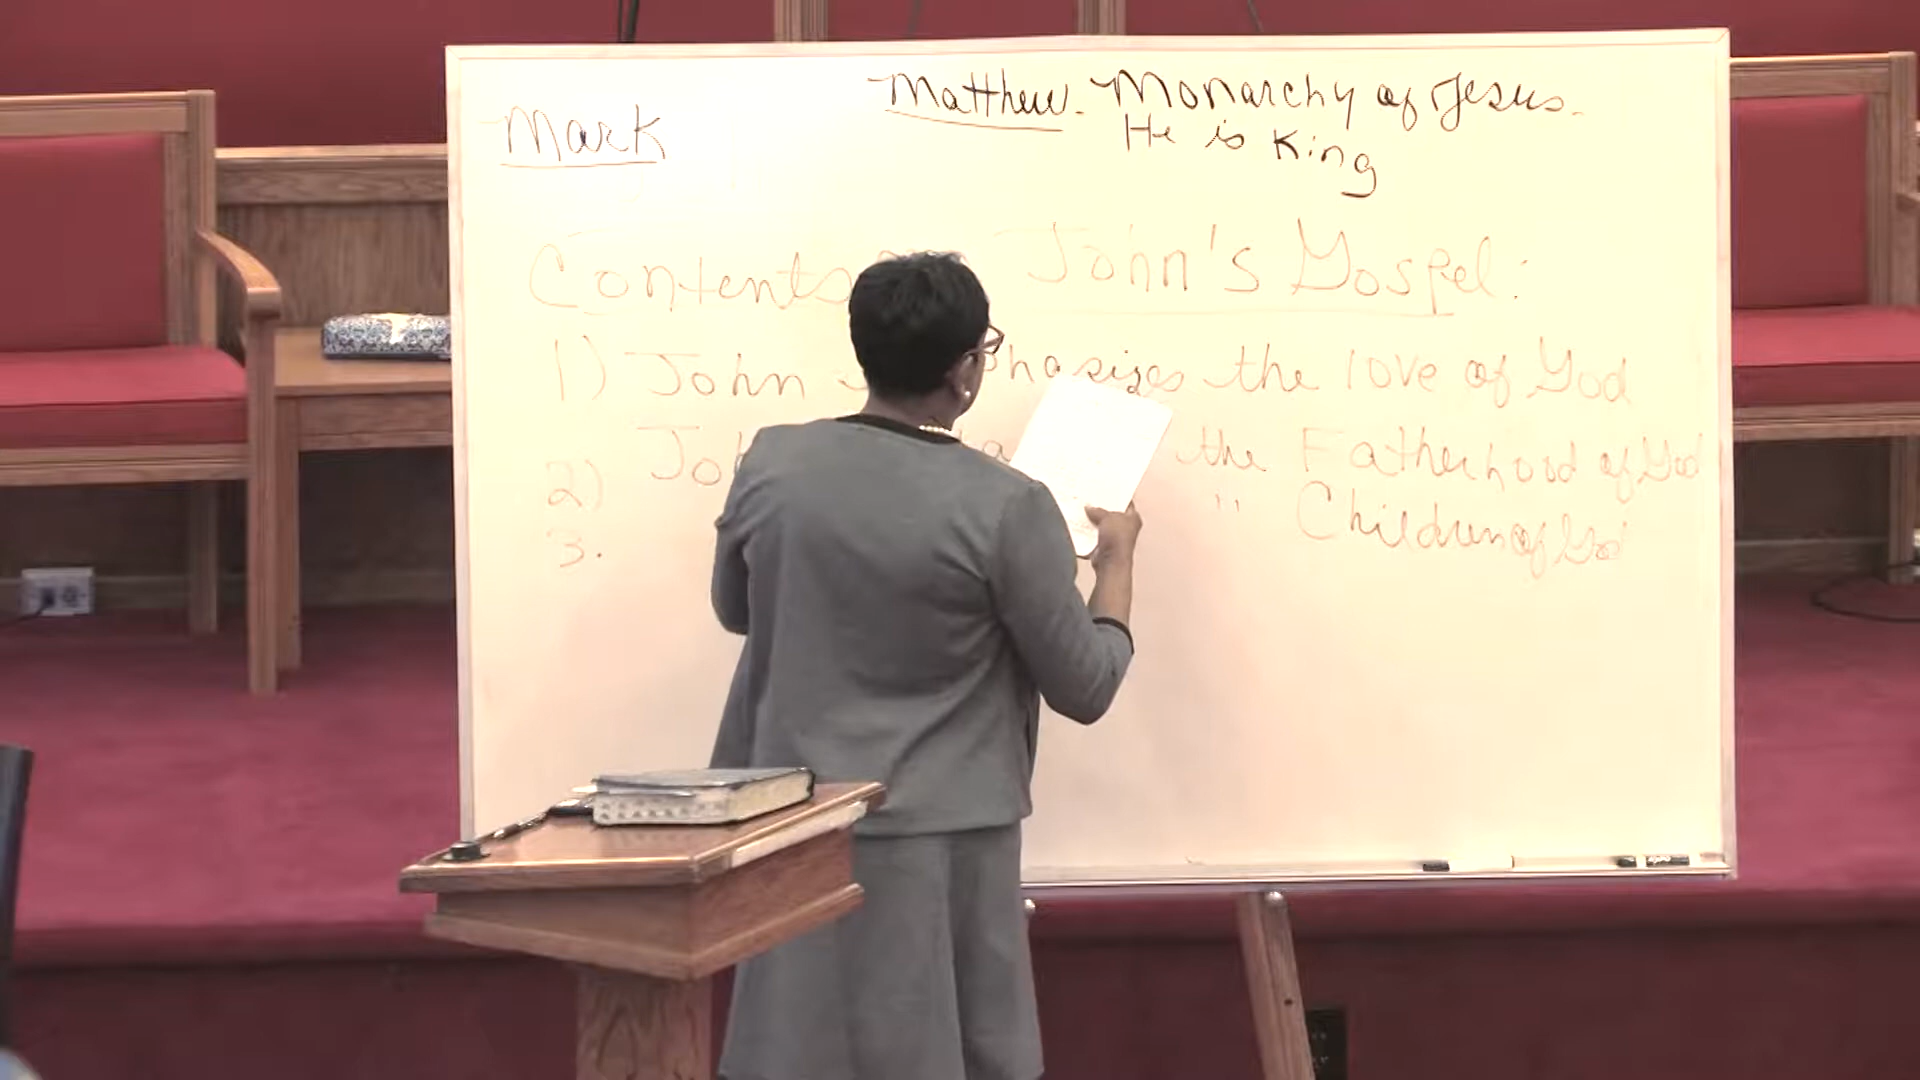 Mark
Matthew - Monarchy of Jesus.
He is King
Contents John's Gospel:
1) John the love of God
2) the Fatherhood of God
3. " Children of God